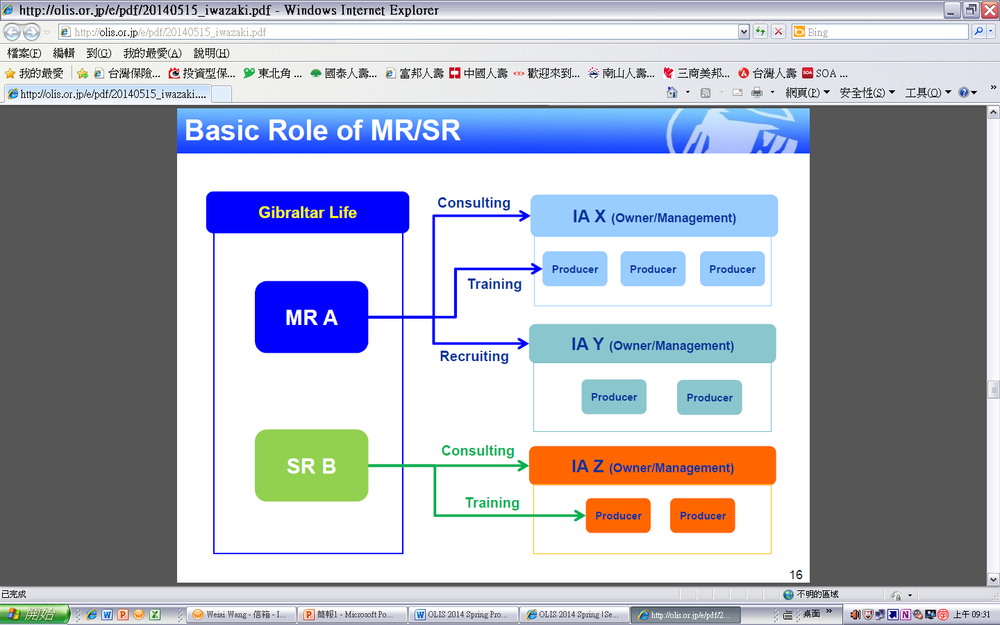 http://olis.or.jp/e/pdf/20140515_iwazaki.pdf - Windows Internet Explorer
http://olis.or.jp/e/pdf/20140515_iwazaki.pdf
Bing
檔案(F) 編輯 到(G) 我的最愛(A) 說明(H)
我的最愛 台灣保險... 投資型保... 東北角 ... 國泰人壽... 富邦人壽 中國人壽 歡迎來到... 南山人壽... 三商美邦... 台灣人壽 SOA SOA ...
http://olis.or.jp/e/pdf/20140515_iwazaki....
網頁(P) 安全性(S) 工具(O)
Basic Role of MR/SR
Gibraltar Life
Consulting
IA X (Owner/Management)
Producer Producer Producer
Training
MR A
IA Y (Owner/Management)
Recruiting
Producer Producer
Consulting
SR B
IA Z (Owner/Management)
Training
Producer Producer
16
已完成
不明的區域
開始
Weiai Wang - 信箱 - I...
簡報1 - Microsoft Po...
OLIS 2014 Spring Pro...
OLIS 2014 Spring | Se...
http://olis.or.jp/e/pdf/2...
桌面
上午 09:31